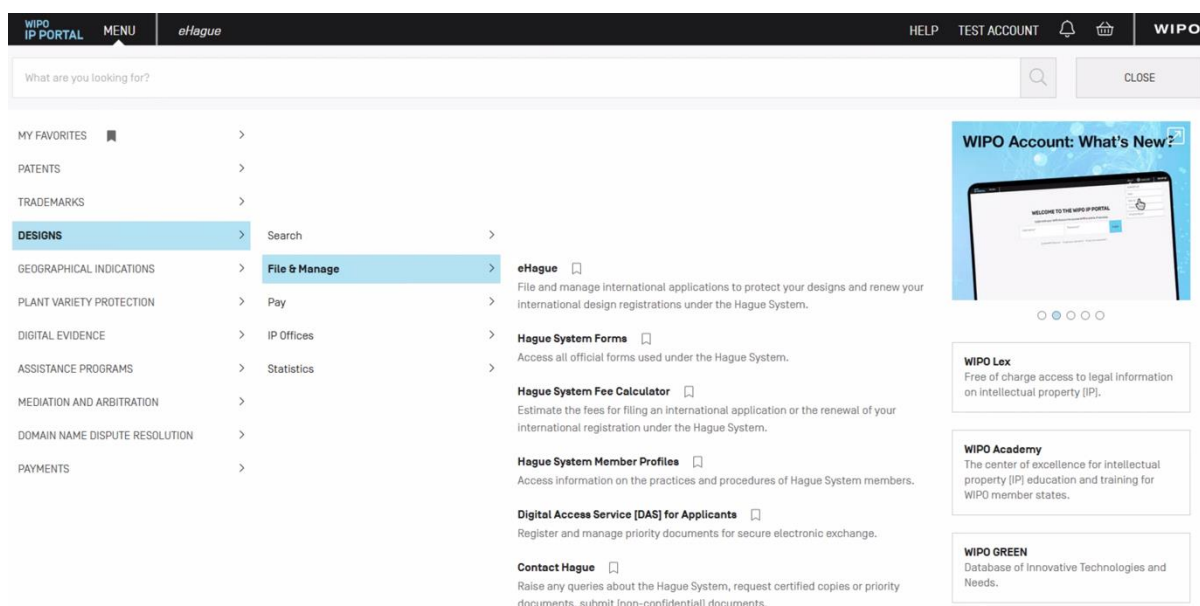 WIPO
IP PORTAL
MENU
eHague
HELP
TEST ACCOUNT
WIPO
What are you looking for?
CLOSE
MY FAVORITES
PATENTS
TRADEMARKS
DESIGNS
GEOGRAPHICAL INDICATIONS
PLANT VARIETY PROTECTION
DIGITAL EVIDENCE
ASSISTANCE PROGRAMS
MEDIATION AND ARBITRATION
DOMAIN NAME DISPUTE RESOLUTION
PAYMENTS
Search
File & Manage
Pay
IP Offices
Statistics
eHague
File and manage international applications to protect your designs and renew your
international design registrations under the Hague System.
Hague System Forms
Access all official forms used under the Hague System.
Hague System Fee Calculator
Estimate the fees for filing an international application or the renewal of your
international registration under the Hague System.
Hague System Member Profiles
Access information on the practices and procedures of Hague System members.
Digital Access Service [DAS] for Applicants
Register and manage priority documents for secure electronic exchange.
Contact Hague
Raise any queries about the Hague System, request certified copies or priority
documents, submit [non-confidential] documents.
WIPO Account: What's New?
WELCOME TO THE WIPO IP PORTAL
WIPO Lex
Free of charge access to legal information
on intellectual property [IP].
WIPO Academy
The center of excellence for intellectual
property [IP] education and training for
WIPO member states.
WIPO GREEN
Database of Innovative Technologies and
Needs.